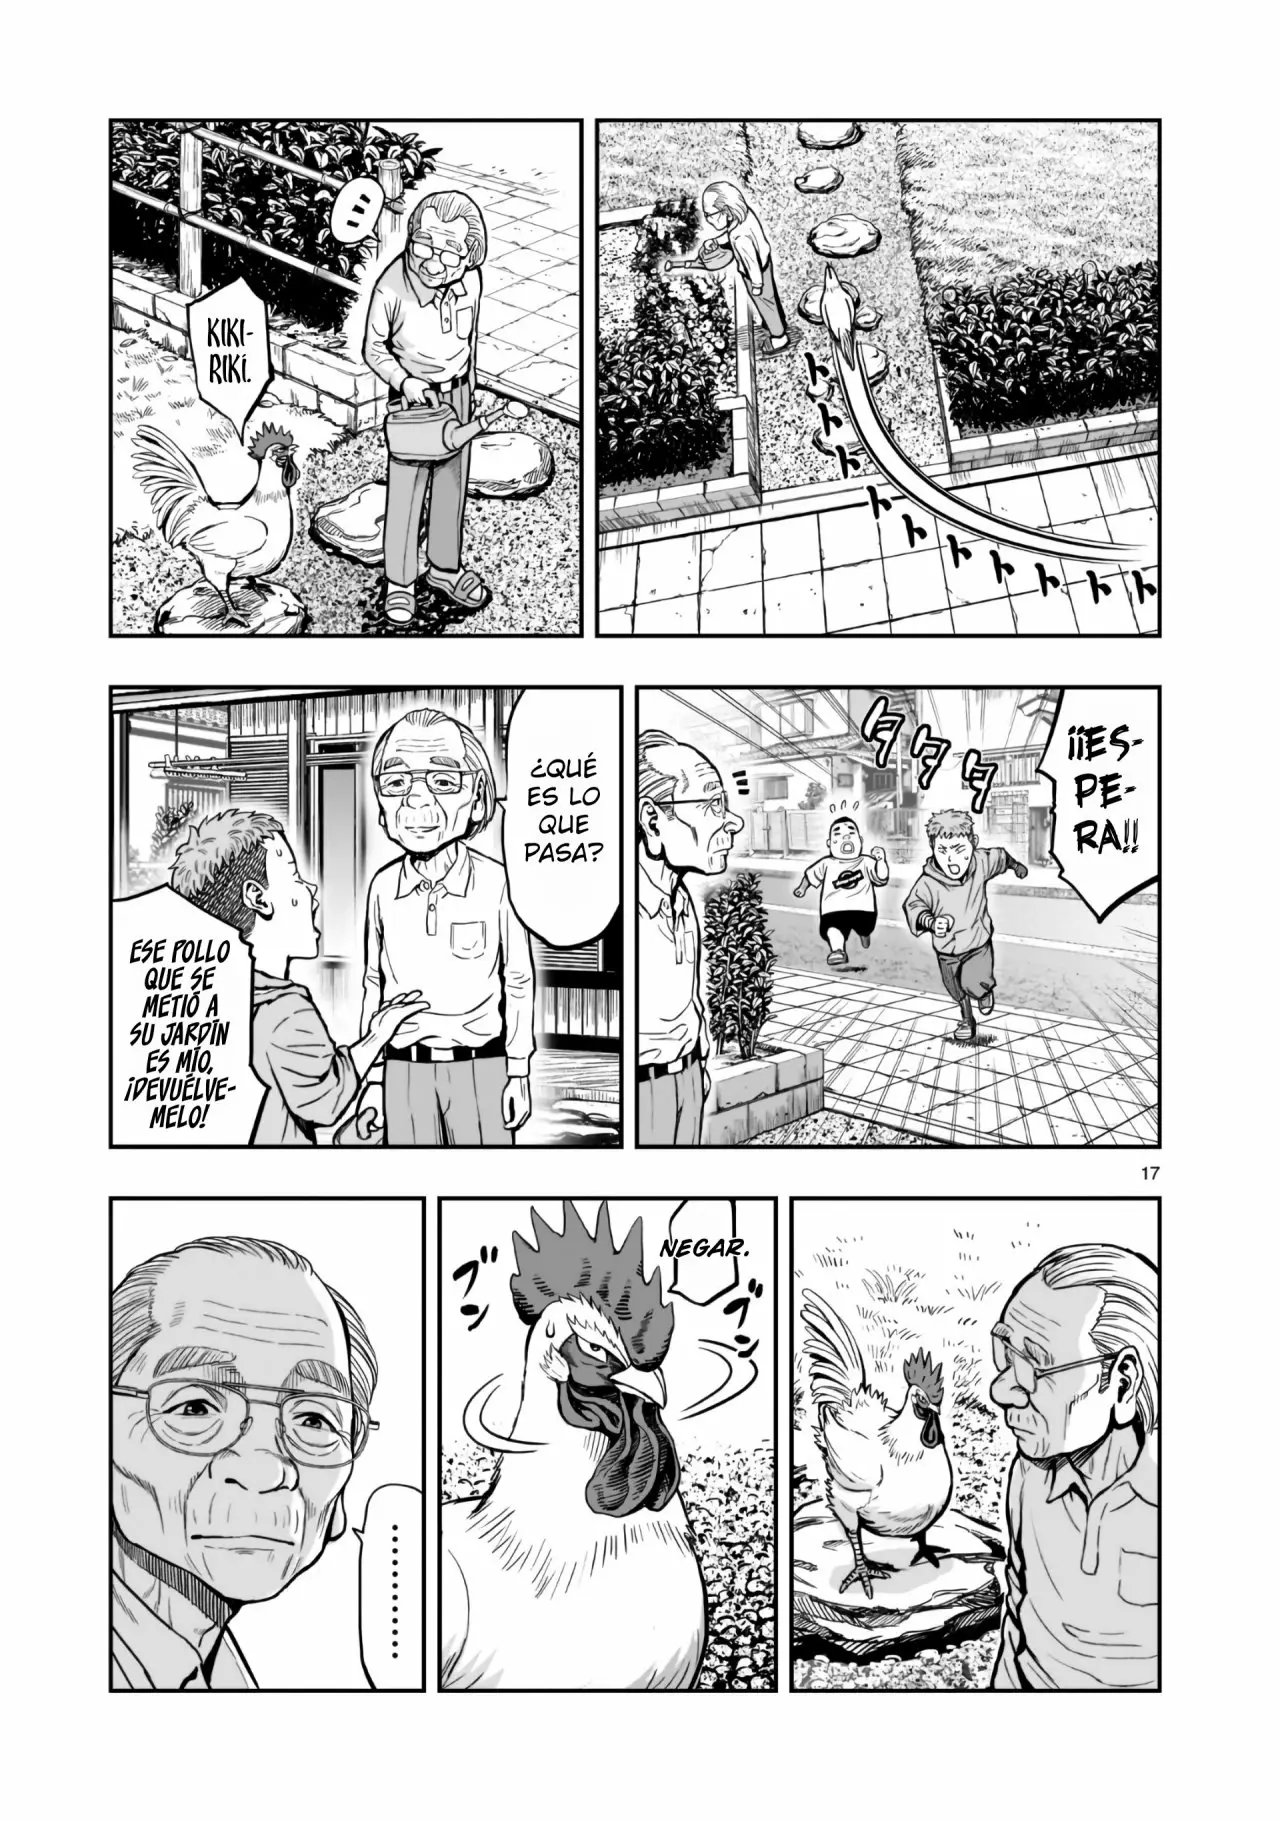 ト
ト
ト
ト
ト
ト
ト
ト
ト
ト
ト
KIKI-
RIKÍ.
¡¡ES-
PE-
RA!!
タタタ
¿QUÉ
ES LO
QUE
PASA?
ESE POLLO
QUE SE
METIÓ A
SU JARDÍN
ES MÍO,
¡DEVUÉLVE-
MELO!
17
NEGAR.
ブン
ブン
…………